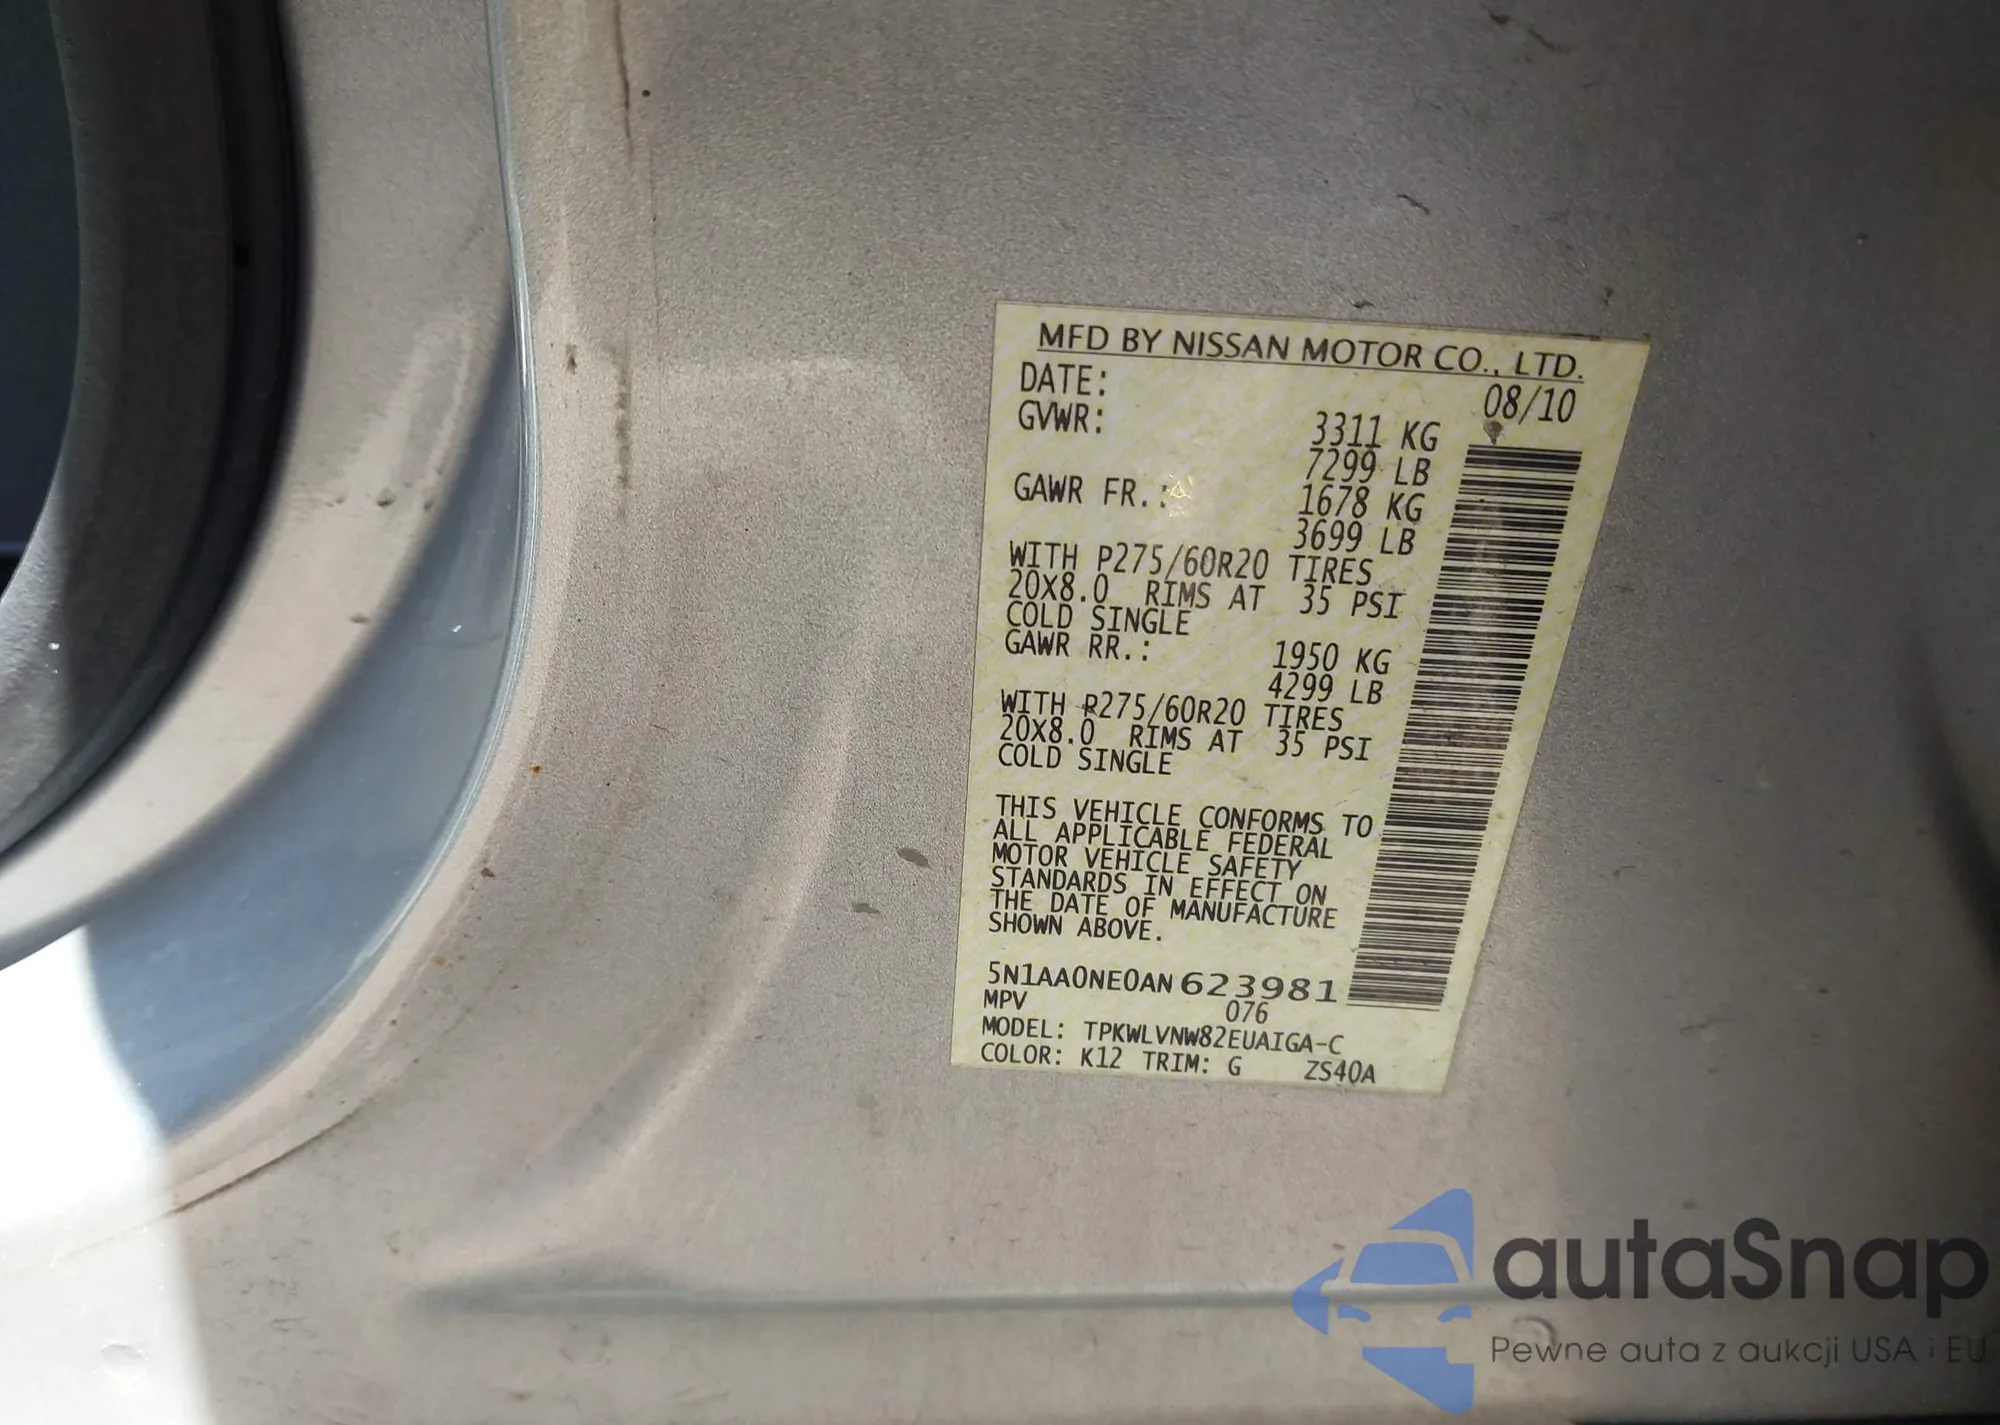 MFD BY NISSAN MOTOR CO., LTD.
DATE: 08/10
GVWR: 3311 KG
7299 LB
GAWR FR.: 1678 KG
3699 LB
WITH P275/60R20 TIRES
20X8.0 RIMS AT 35 PSI
COLD SINGLE
GAWR RR.: 1950 KG
4299 LB
WITH P275/60R20 TIRES
20X8.0 RIMS AT 35 PSI
COLD SINGLE
THIS VEHICLE CONFORMS TO
ALL APPLICABLE FEDERAL
MOTOR VEHICLE SAFETY
STANDARDS IN EFFECT ON
THE DATE OF MANUFACTURE
SHOWN ABOVE.
5N1AA0NE0AN623981
MPV 076
MODEL: TPKWLVNW82EUAIGA-C
COLOR: K12 TRIM: G ZS40A
autaSnap
Pewne auta z aukcji USA i EU